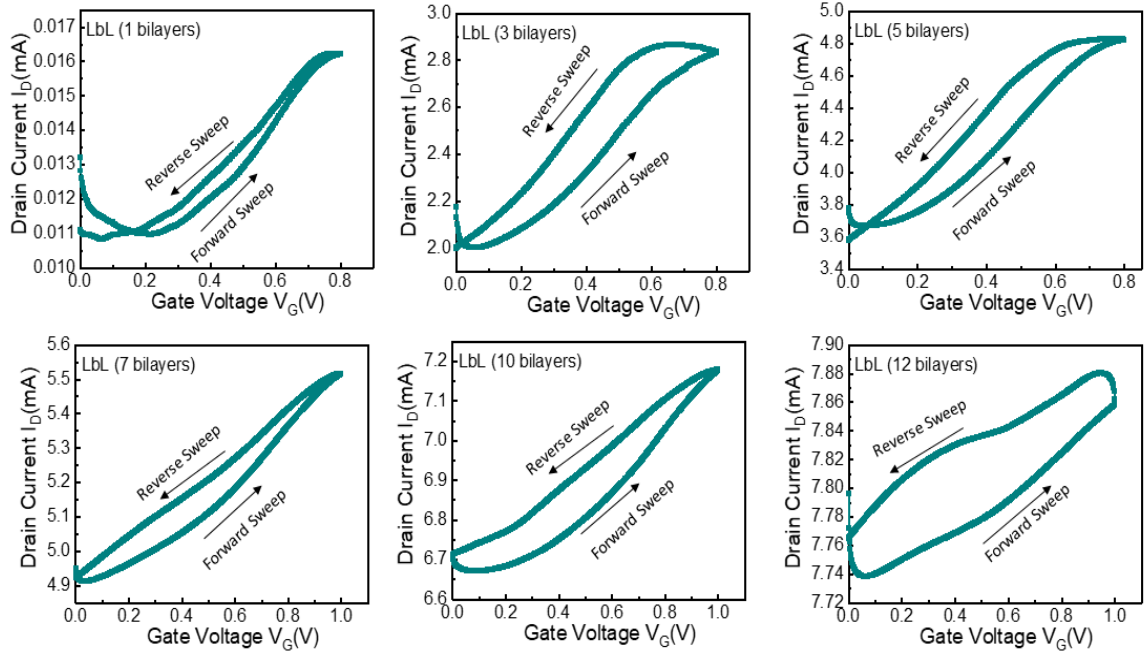 LbL (1 bilayers)
Drain Current I_D(mA)
0.017
0.016
0.014
0.013
0.012
0.011
0.010
Reverse Sweep
Forward Sweep
0.0 0.2 0.4 0.6 0.8
Gate Voltage V_G(V)
LbL (3 bilayers)
Drain Current I_D(mA)
3.0
2.8
2.6
2.4
2.2
2.0
1.8
Reverse Sweep
Forward Sweep
0.0 0.2 0.4 0.6 0.8
Gate Voltage V_G(V)
LbL (5 bilayers)
Drain Current I_D(mA)
5.0
4.8
4.6
4.4
4.2
4.0
3.8
3.6
3.4
Reverse Sweep
Forward Sweep
0.0 0.2 0.4 0.6 0.8
Gate Voltage V_G(V)
LbL (7 bilayers)
Drain Current I_D(mA)
5.6
5.5
5.4
5.3
5.2
5.1
5.0
4.9
Reverse Sweep
Forward Sweep
0.0 0.2 0.4 0.6 0.8 1.0
Gate Voltage V_G(V)
LbL (10 bilayers)
Drain Current I_D(mA)
7.2
7.1
7.0
6.9
6.8
6.7
6.6
Reverse Sweep
Forward Sweep
0.0 0.2 0.4 0.6 0.8 1.0
Gate Voltage V_G(V)
LbL (12 bilayers)
Drain Current I_D(mA)
7.90
7.88
7.86
7.84
7.82
7.80
7.78
7.76
7.74
7.72
Reverse Sweep
Forward Sweep
0.0 0.2 0.4 0.6 0.8 1.0
Gate Voltage V_G(V)